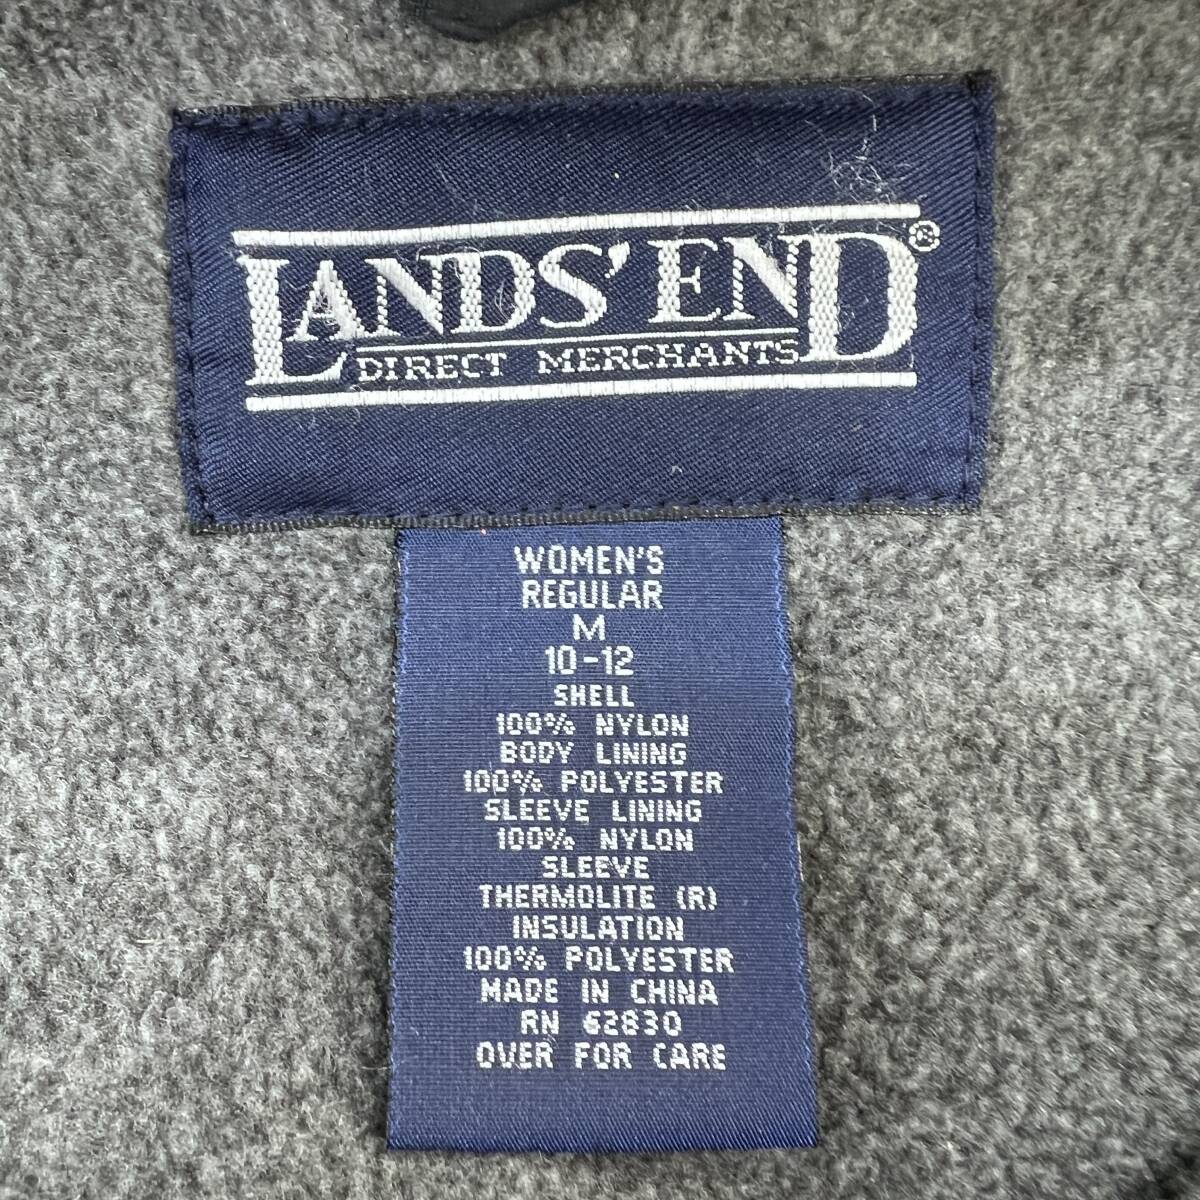 LANDS' END®
DIRECT MERCHANTS
WOMEN'S
REGULAR
M
10-12
SHELL
100% NYLON
BODY LINING
100% POLYESTER
SLEEVE LINING
100% NYLON
SLEEVE
THERMOLITE (R)
INSULATION
100% POLYESTER
MADE IN CHINA
RN 62830
OVER FOR CARE